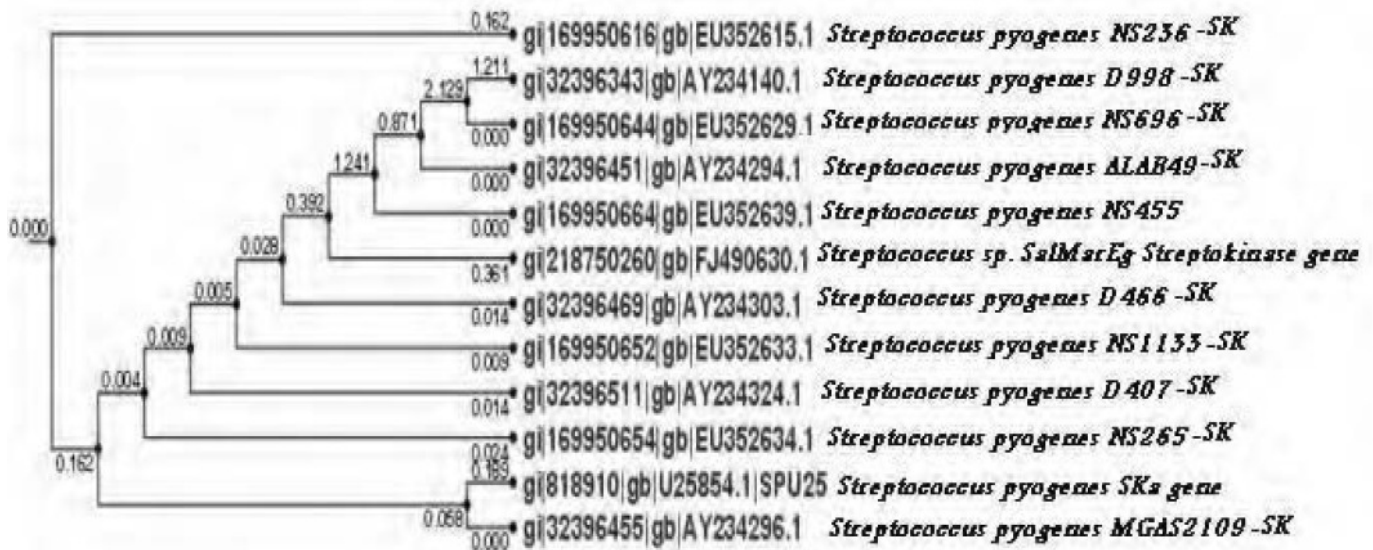 0.162 gi|169950616|gb|EU352615.1 Streptococcus pyogenes NS236-SK
1.211 gi|32396343|gb|AY234140.1 Streptococcus pyogenes D998-SK
2.129
0.000 gi|169950644|gb|EU352629.1 Streptococcus pyogenes NS696-SK
0.871
0.000 gi|32396451|gb|AY234294.1 Streptococcus pyogenes ALAB49-SK
1.241
0.000 gi|169950664|gb|EU352639.1 Streptococcus pyogenes NS455
0.392
0.000
0.361 gi|218750260|gb|FJ490630.1 Streptococcus sp. SalMarEg Streptokinase gene
0.028
0.014 gi|32396469|gb|AY234303.1 Streptococcus pyogenes D466-SK
0.005
0.009 gi|169950652|gb|EU352633.1 Streptococcus pyogenes NS1133-SK
0.009
0.014 gi|32396511|gb|AY234324.1 Streptococcus pyogenes D407-SK
0.004
0.024 gi|169950654|gb|EU352634.1 Streptococcus pyogenes NS265-SK
0.162
gi|818910|gb|U25854.1|SPU25 Streptococcus pyogenes SKa gene
0.058
0.000 gi|32396455|gb|AY234296.1 Streptococcus pyogenes MGAS2109-SK